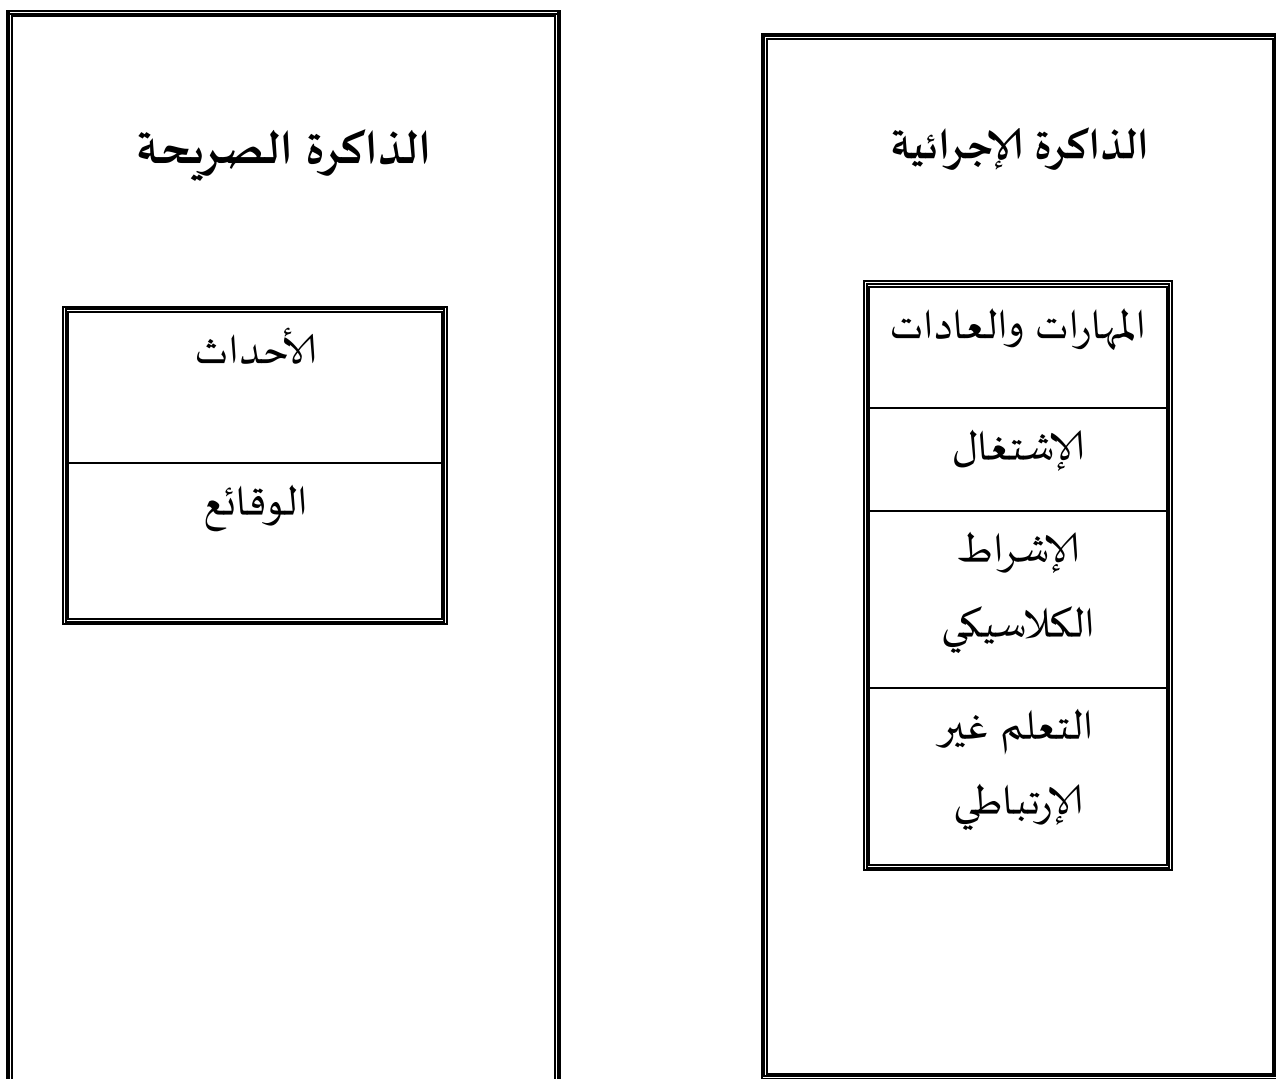 الذاكرة الإجرائية
المهارات والعادات
الإشتغال
الإشراط
الكلاسيكي
التعلم غير
الإرتباطي
الذاكرة الصريحة
الأحداث
الوقائع